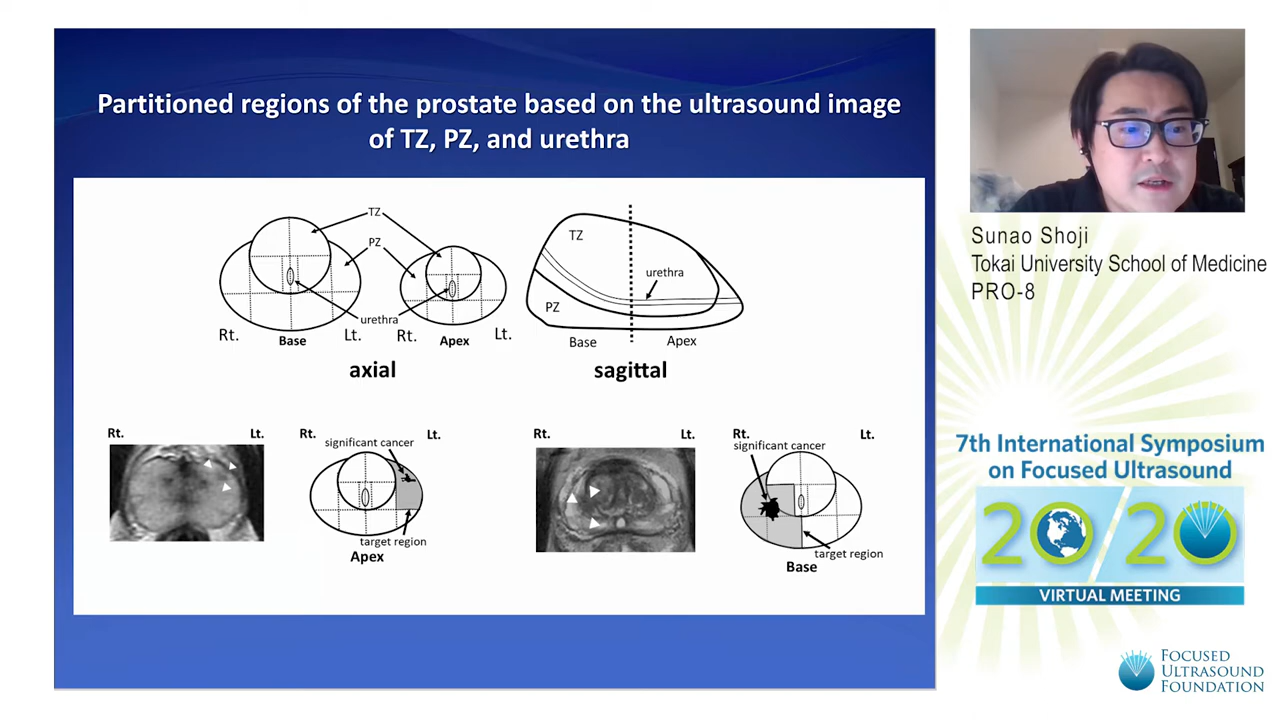 Partitioned regions of the prostate based on the ultrasound image
of TZ, PZ, and urethra
TZ
PZ
urethra
Rt.
Base
Lt.
Rt.
Apex
Lt.
axial
TZ
urethra
PZ
Base
Apex
sagittal
Rt.
Lt.
Rt.
significant cancer
Lt.
target region
Apex
Rt.
Lt.
Rt.
significant cancer
Lt.
target region
Base
Sunao Shoji
Tokai University School of Medicine
PRO-8
7th International Symposium
on Focused Ultrasound
20/20
VIRTUAL MEETING
FOCUSED
ULTRASOUND
FOUNDATION